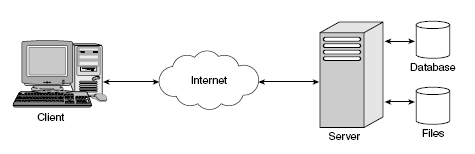 Internet
Database
Client
Server
Files